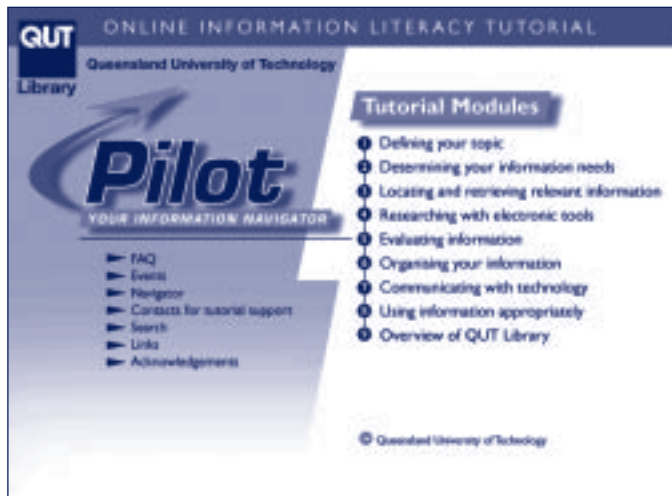 ONLINE INFORMATION LITERACY TUTORIAL
QUT
Library
Queensland University of Technology
Pilot
YOUR INFORMATION NAVIGATOR
FAQ
Events
Navigator
Contacts for tutorial support
Search
Links
Acknowledgements
Tutorial Modules
1 Defining your topic
2 Determining your information needs
3 Locating and retrieving relevant information
4 Researching with electronic tools
5 Evaluating information
6 Organising your information
7 Communicating with technology
8 Using information appropriately
9 Overview of QUT Library
© Queensland University of Technology